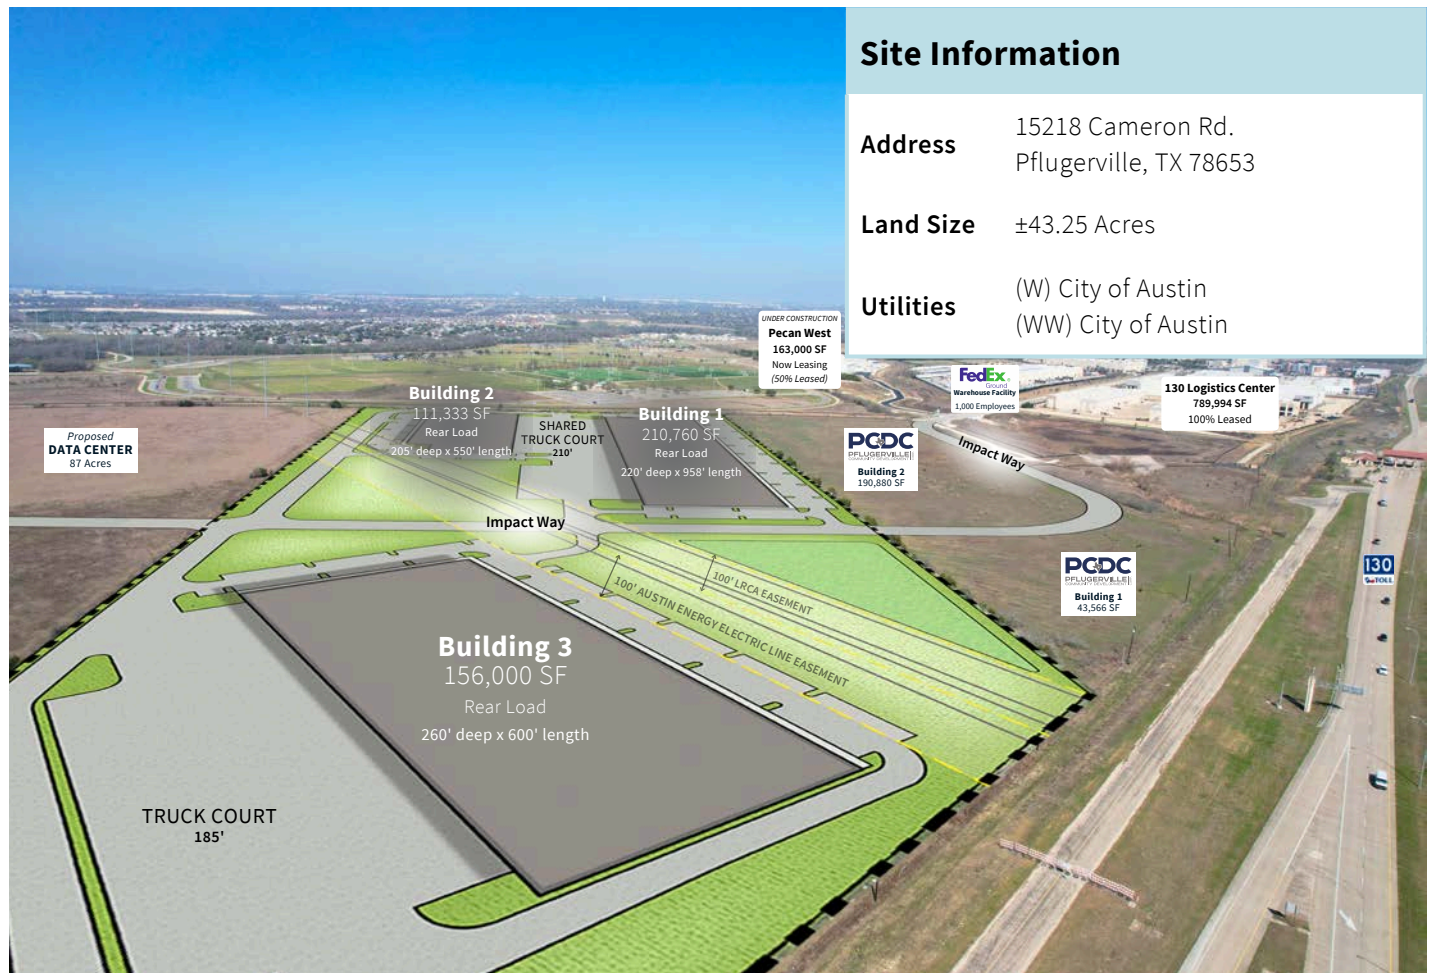 Site Information
Address
15218 Cameron Rd.
Pflugerville, TX 78653
Land Size
±43.25 Acres
Utilities
(W) City of Austin
(WW) City of Austin
UNDER CONSTRUCTION
Pecan West
163,000 SF
Now Leasing
(50% Leased)
FedEx
Ground
Warehouse Facility
1,000 Employees
130 Logistics Center
789,994 SF
100% Leased
Building 2
111,333 SF
Rear Load
205' deep x 550' length
SHARED
TRUCK COURT
210'
Building 1
210,760 SF
Rear Load
220' deep x 958' length
Proposed
DATA CENTER
87 Acres
PCDC
PFLUGERVILLE
COMMUNITY DEVELOPMENT
Building 2
190,880 SF
Impact Way
Impact Way
PCDC
PFLUGERVILLE
COMMUNITY DEVELOPMENT
Building 1
43,566 SF
130
TOLL
100' LRCA EASEMENT
100' AUSTIN ENERGY ELECTRIC LINE EASEMENT
Building 3
156,000 SF
Rear Load
260' deep x 600' length
TRUCK COURT
185'